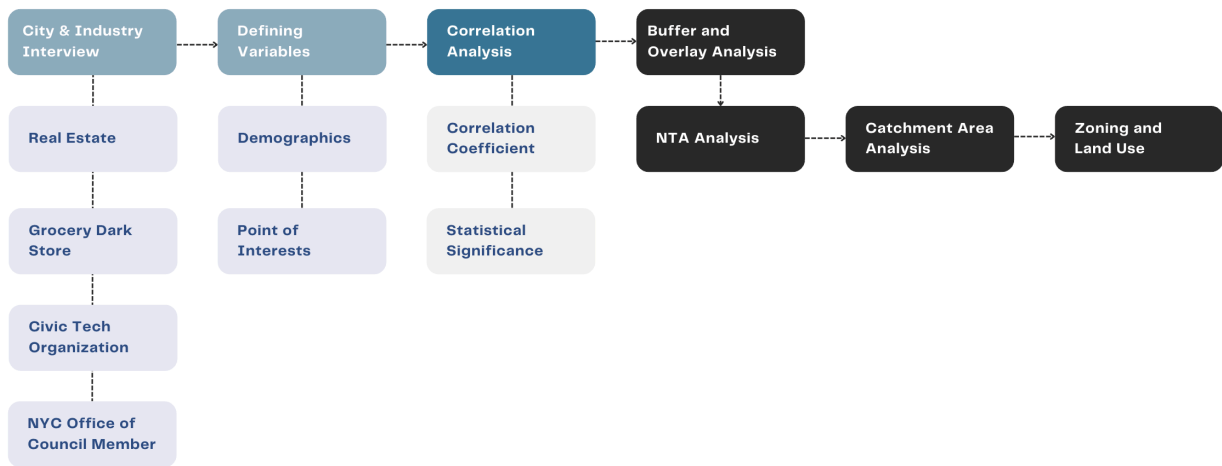 City & Industry
Interview
Defining
Variables
Correlation
Analysis
Buffer and
Overlay Analysis
Real Estate
Demographics
Correlation
Coefficient
NTA Analysis
Catchment Area
Analysis
Zoning and
Land Use
Grocery Dark
Store
Point of
Interests
Statistical
Significance
Civic Tech
Organization
NYC Office of
Council Member